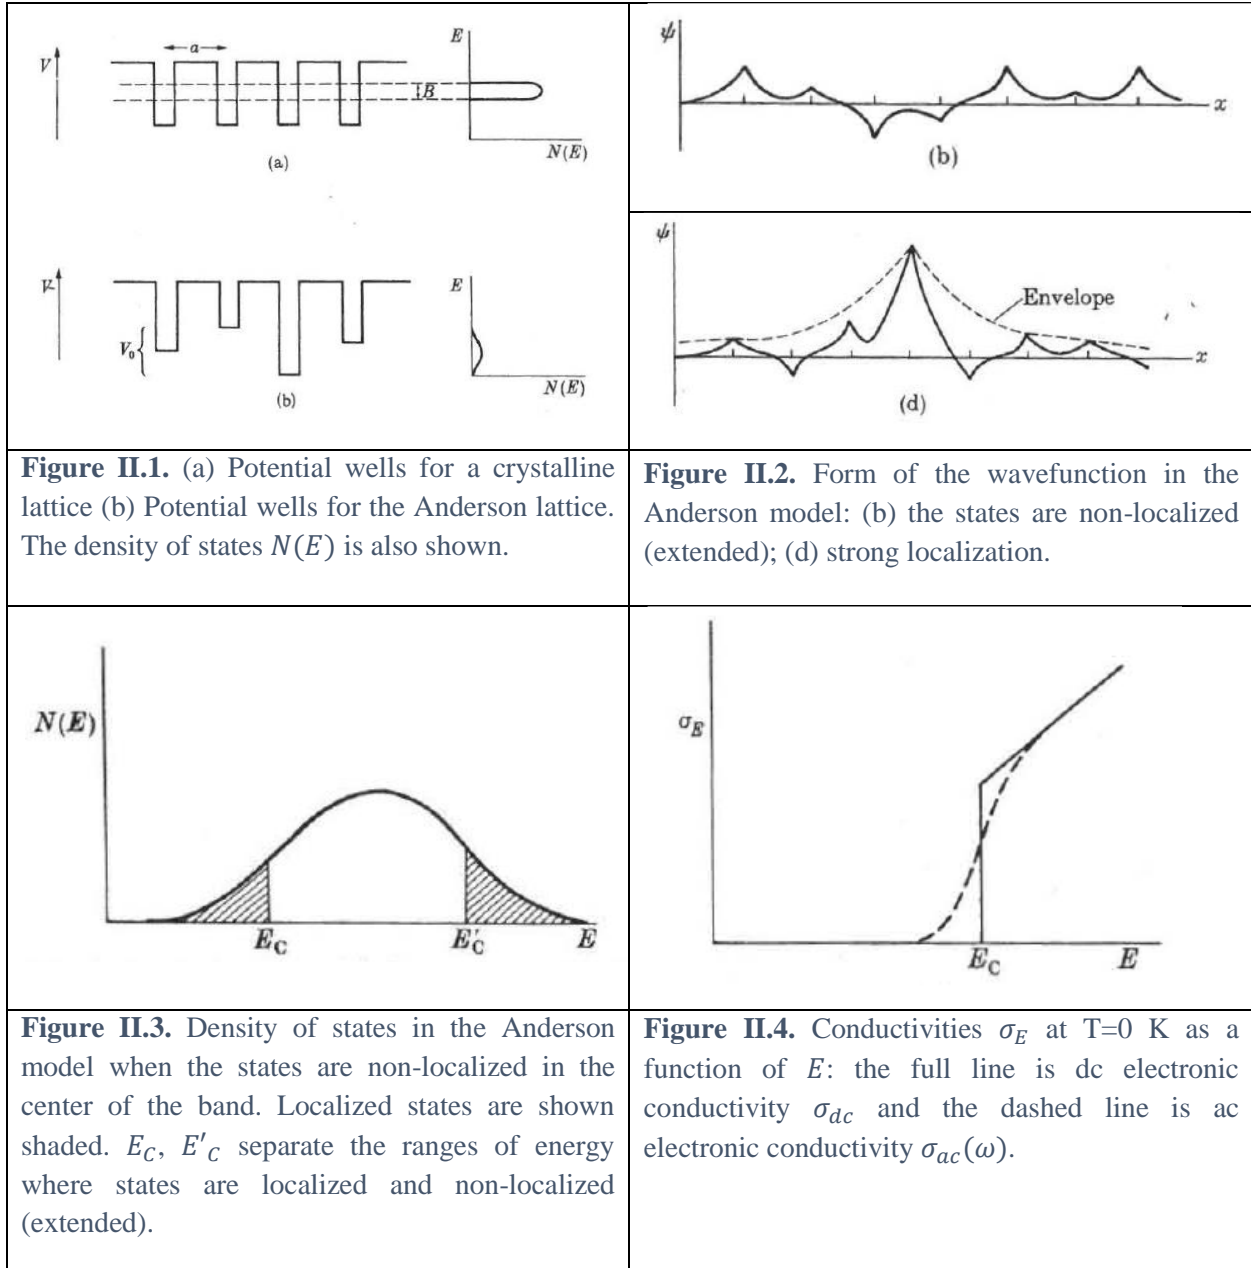 V
a
B
E
N(E)
(a)
V
V₀
E
N(E)
(b)
ψ
x
(b)
ψ
Envelope
x
(d)
Figure II.1. (a) Potential wells for a crystalline
lattice (b) Potential wells for the Anderson lattice.
The density of states N(E) is also shown.
Figure II.2. Form of the wavefunction in the
Anderson model: (b) the states are non-localized
(extended); (d) strong localization.
N(E)
E_C
E'_C
E
σ_E
E_C
E
Figure II.3. Density of states in the Anderson
model when the states are non-localized in the
center of the band. Localized states are shown
shaded. E_C, E'_C separate the ranges of energy
where states are localized and non-localized
(extended).
Figure II.4. Conductivities σ_E at T=0 K as a
function of E: the full line is dc electronic
conductivity σ_dc and the dashed line is ac
electronic conductivity σ_ac(ω).